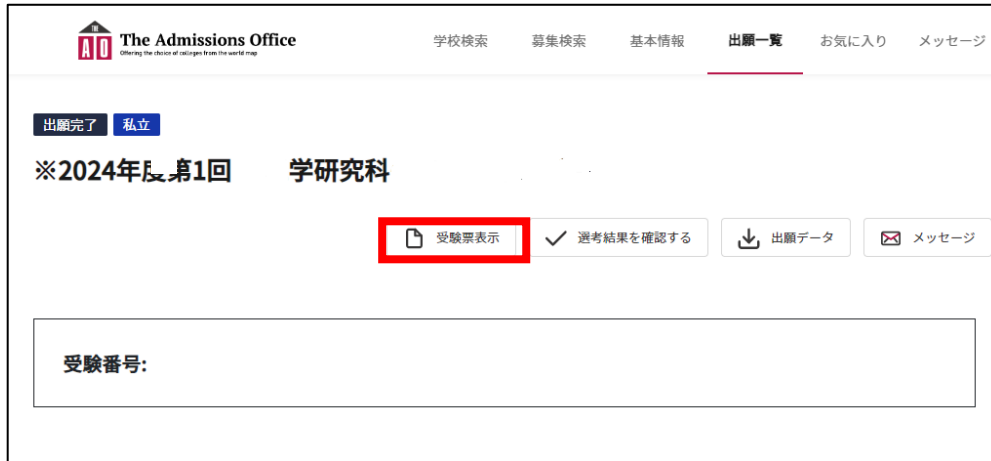 The Admissions Office
Offering the choice of colleges from the world map
学校検索 募集検索 基本情報 出願一覧 お気に入り メッセージ
出願完了 私立
※2024年度第1回 学研究科
受験票表示 選考結果を確認する 出願データ メッセージ
受験番号: